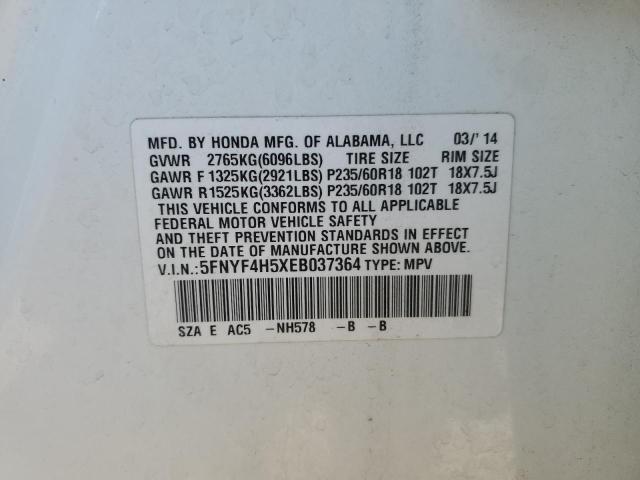 MFD. BY HONDA MFG. OF ALABAMA, LLC 03/'14
GVWR 2765KG(6096LBS) TIRE SIZE RIM SIZE
GAWR F 1325KG(2921LBS) P235/60R18 102T 18X7.5J
GAWR R1525KG(3362LBS) P235/60R18 102T 18X7.5J
THIS VEHICLE CONFORMS TO ALL APPLICABLE
FEDERAL MOTOR VEHICLE SAFETY
AND THEFT PREVENTION STANDARDS IN EFFECT
ON THE DATE OF MANUFACTURE SHOWN ABOVE.
V.I.N.:5FNYF4H5XEB037364 TYPE: MPV
SZA E AC5 -NH578 -B -B